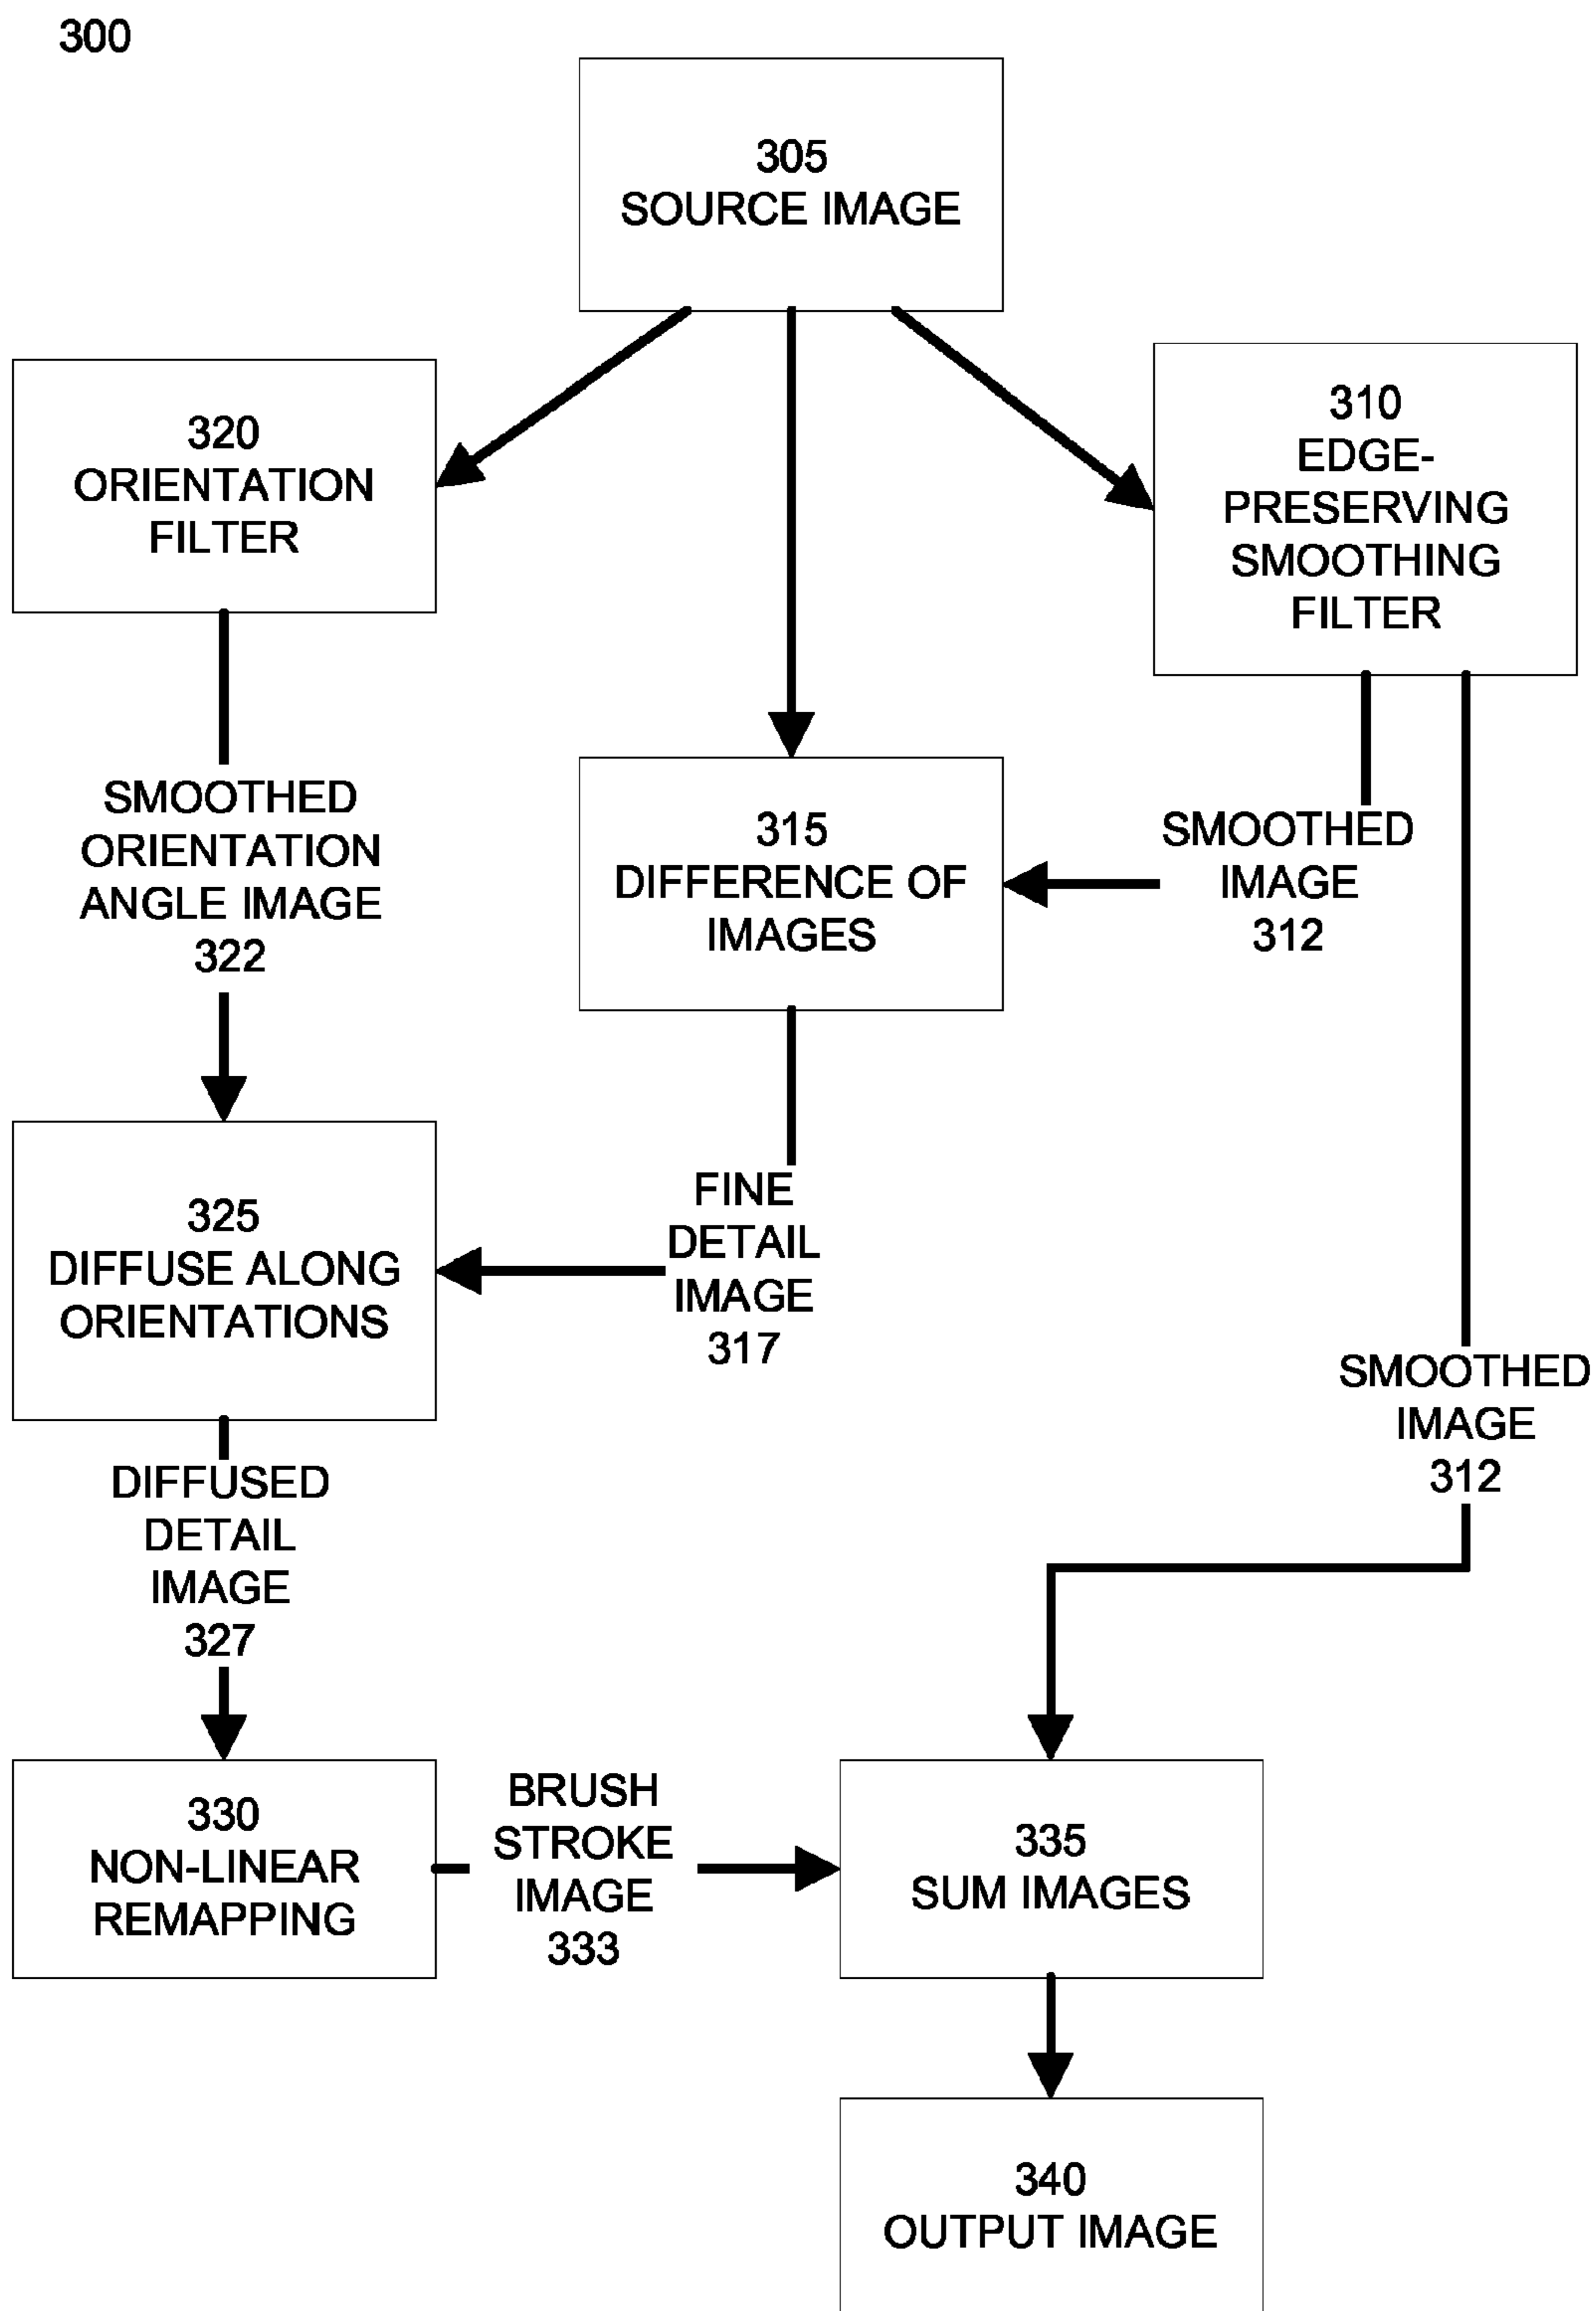 300
305
SOURCE IMAGE
320
ORIENTATION
FILTER
310
EDGE-
PRESERVING
SMOOTHING
FILTER
SMOOTHED
ORIENTATION
ANGLE IMAGE
322
315
DIFFERENCE OF
IMAGES
SMOOTHED
IMAGE
312
325
DIFFUSE ALONG
ORIENTATIONS
FINE
DETAIL
IMAGE
317
SMOOTHED
IMAGE
312
DIFFUSED
DETAIL
IMAGE
327
330
NON-LINEAR
REMAPPING
BRUSH
STROKE
IMAGE
333
335
SUM IMAGES
340
OUTPUT IMAGE